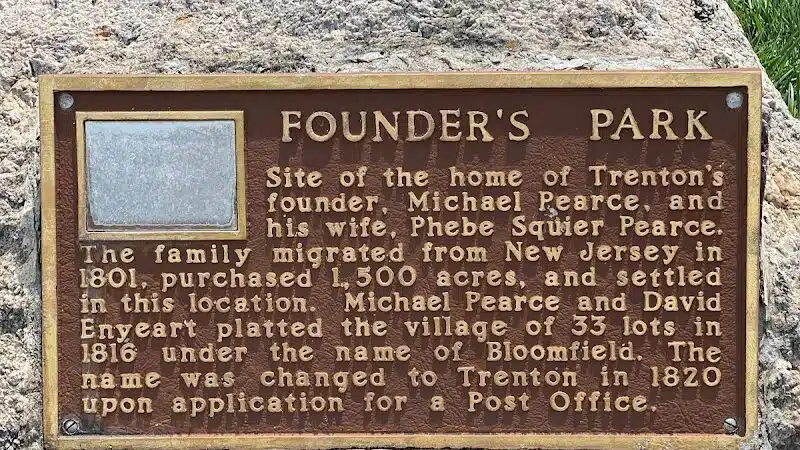 FOUNDER'S PARK
Site of the home of Trenton's
founder, Michael Pearce, and
his wife, Phebe Squier Pearce.
The family migrated from New Jersey in
1801, purchased 1,500 acres, and settled
in this location. Michael Pearce and David
Enyeart platted the village of 33 lots in
1816 under the name of Bloomfield. The
name was changed to Trenton in 1820
upon application for a Post Office.